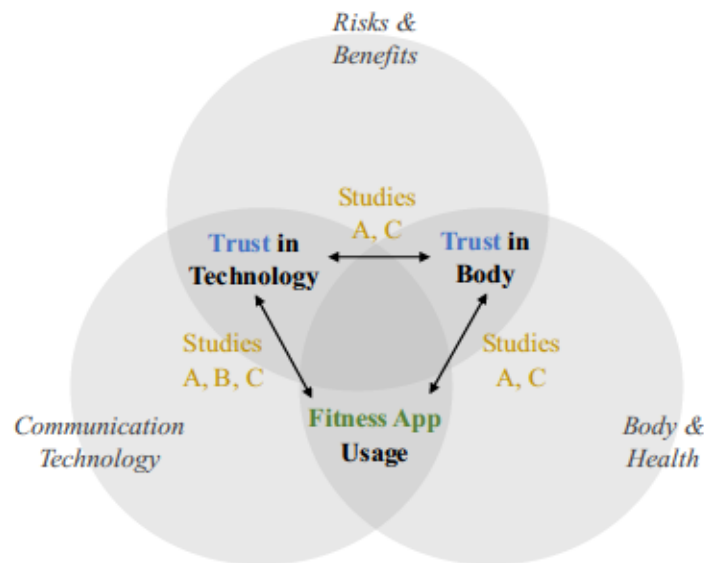 Risks &
Benefits
Studies
A, C
Trust in
Technology
Trust in
Body
Studies
A, B, C
Studies
A, C
Fitness App
Usage
Communication
Technology
Body &
Health